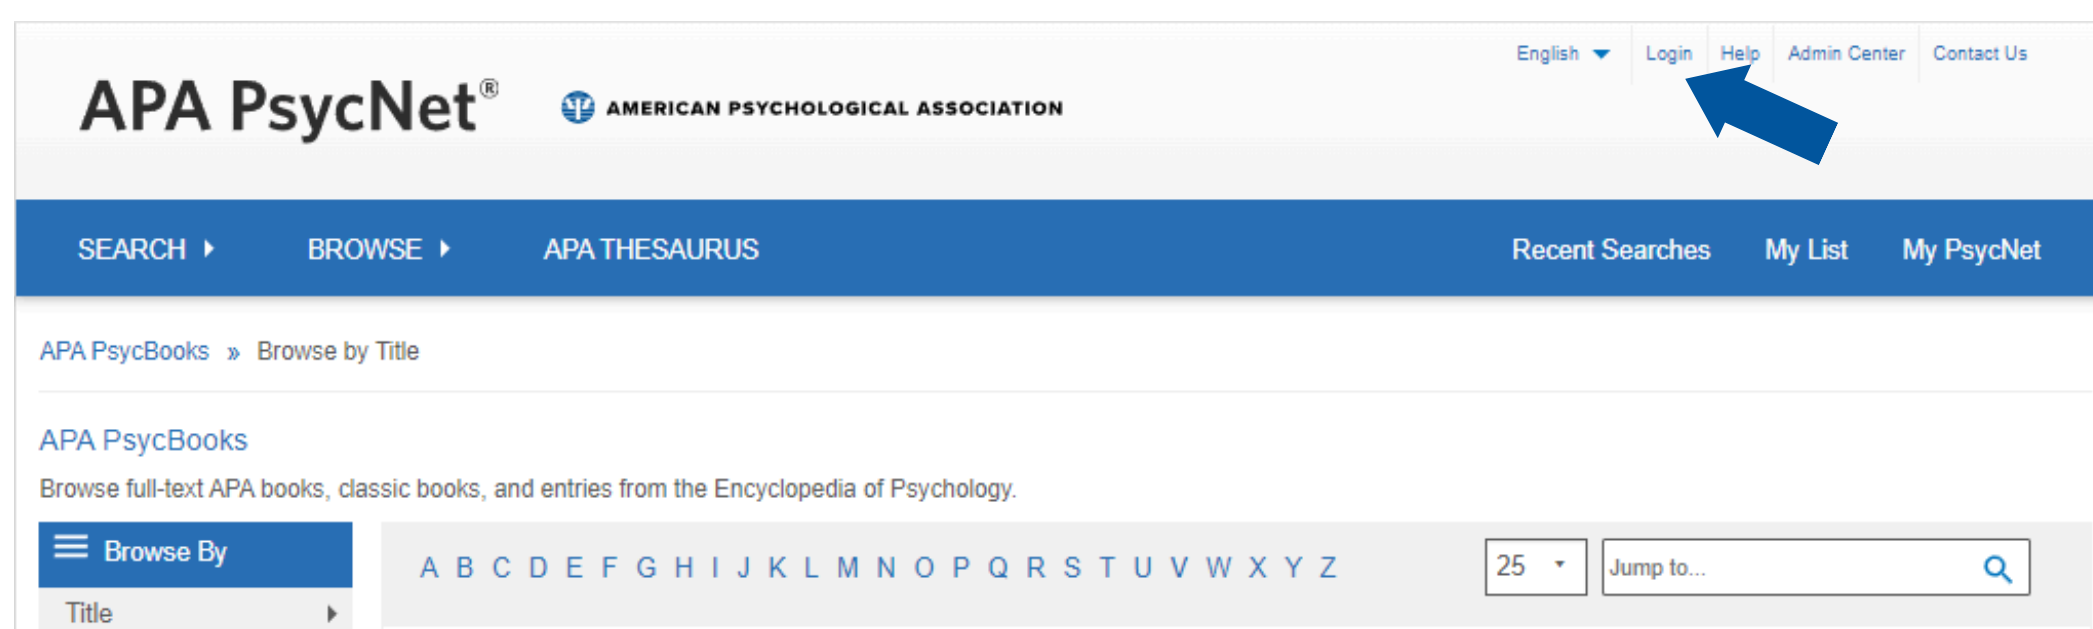 English Login Help Admin Center Contact Us
APA PsycNet® AMERICAN PSYCHOLOGICAL ASSOCIATION
SEARCH BROWSE APA THESAURUS Recent Searches My List My PsycNet
APA PsycBooks » Browse by Title
APA PsycBooks
Browse full-text APA books, classic books, and entries from the Encyclopedia of Psychology.
Browse By
A B C D E F G H I J K L M N O P Q R S T U V W X Y Z 25 Jump to...
Title